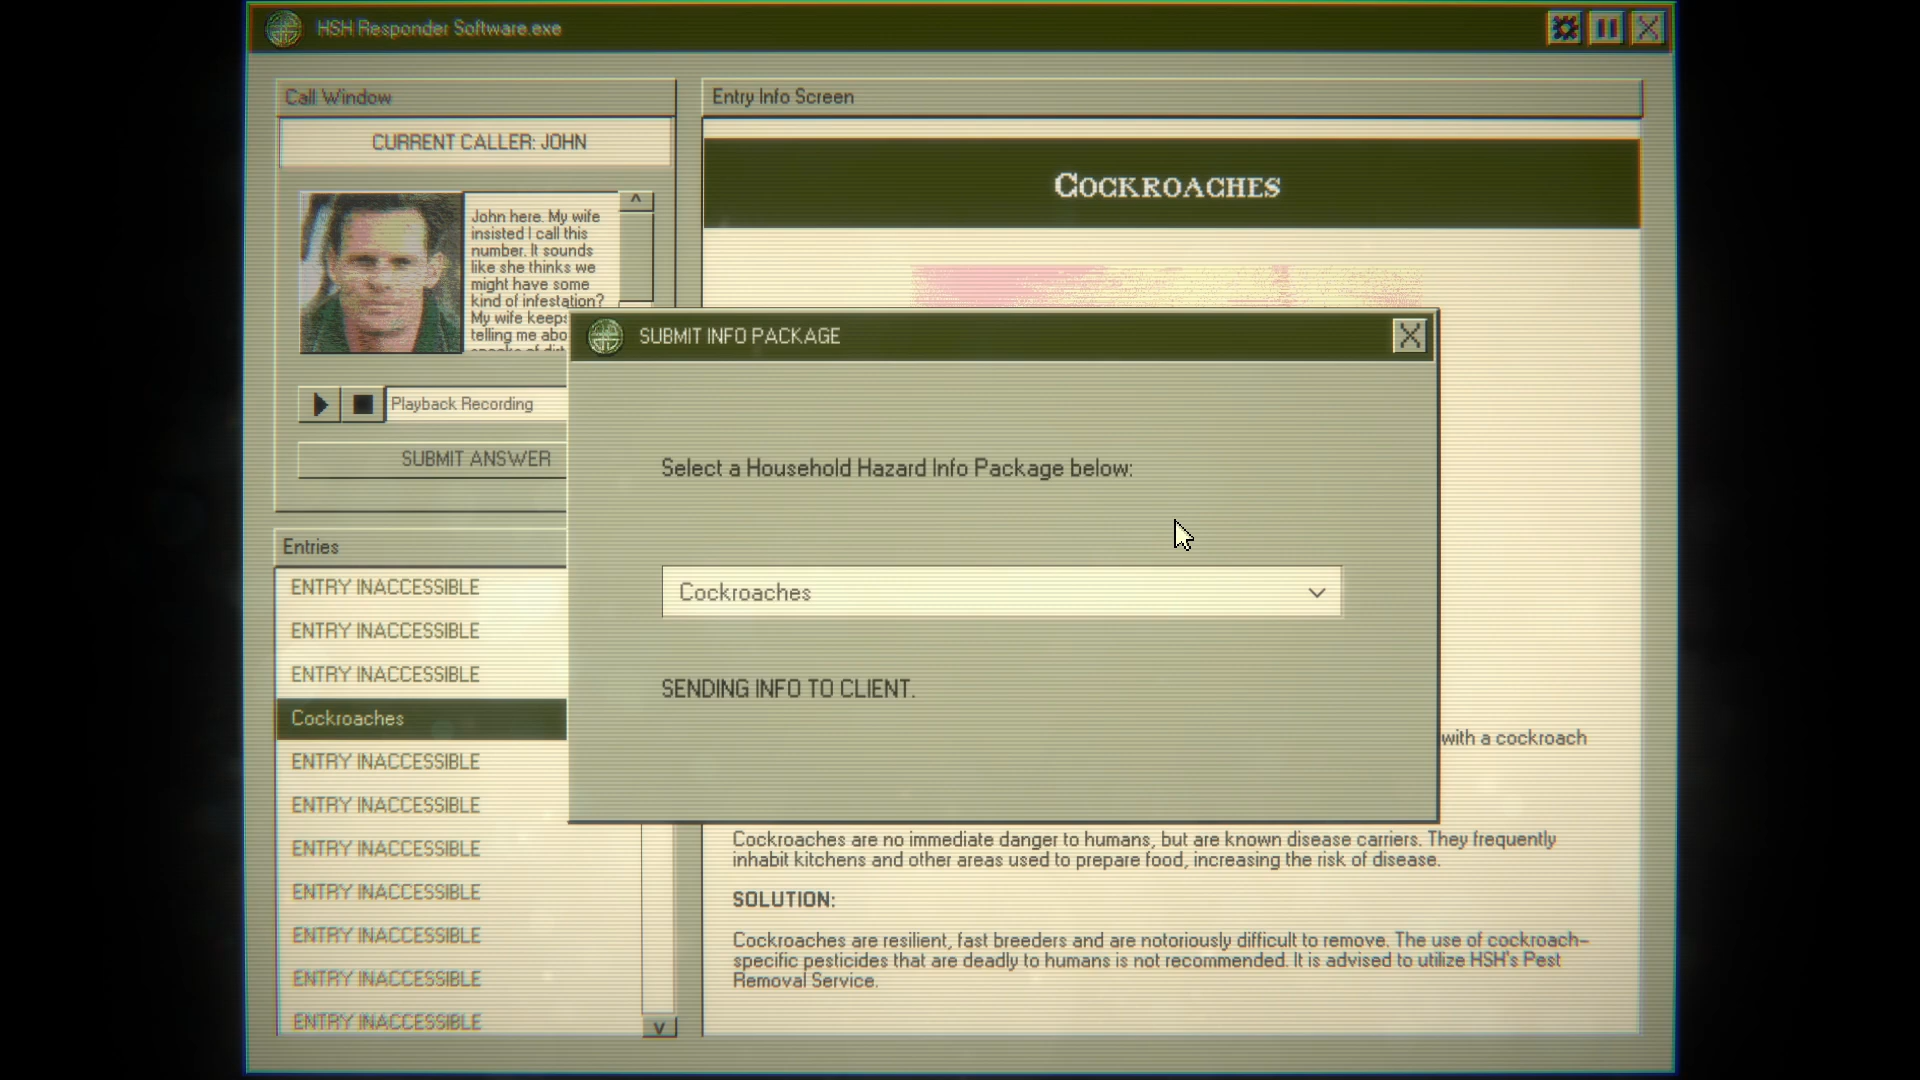 HSH Responder Software.exe
Call Window
CURRENT CALLER: JOHN
John here. My wife
insisted I call this
number. It sounds
like she thinks we
might have some
kind of infestation?
My wife keeps
telling me abo
^
Playback Recording
SUBMIT ANSWER
Entries
ENTRY INACCESSIBLE
ENTRY INACCESSIBLE
ENTRY INACCESSIBLE
Cockroaches
ENTRY INACCESSIBLE
ENTRY INACCESSIBLE
ENTRY INACCESSIBLE
ENTRY INACCESSIBLE
ENTRY INACCESSIBLE
ENTRY INACCESSIBLE
ENTRY INACCESSIBLE
v
Entry Info Screen
COCKROACHES
SUBMIT INFO PACKAGE
Select a Household Hazard Info Package below:
Cockroaches
SENDING INFO TO CLIENT.
with a cockroach
Cockroaches are no immediate danger to humans, but are known disease carriers. They frequently
inhabit kitchens and other areas used to prepare food, increasing the risk of disease.
SOLUTION:
Cockroaches are resilient, fast breeders and are notoriously difficult to remove. The use of cockroach-
specific pesticides that are deadly to humans is not recommended. It is advised to utilize HSH's Pest
Removal Service.